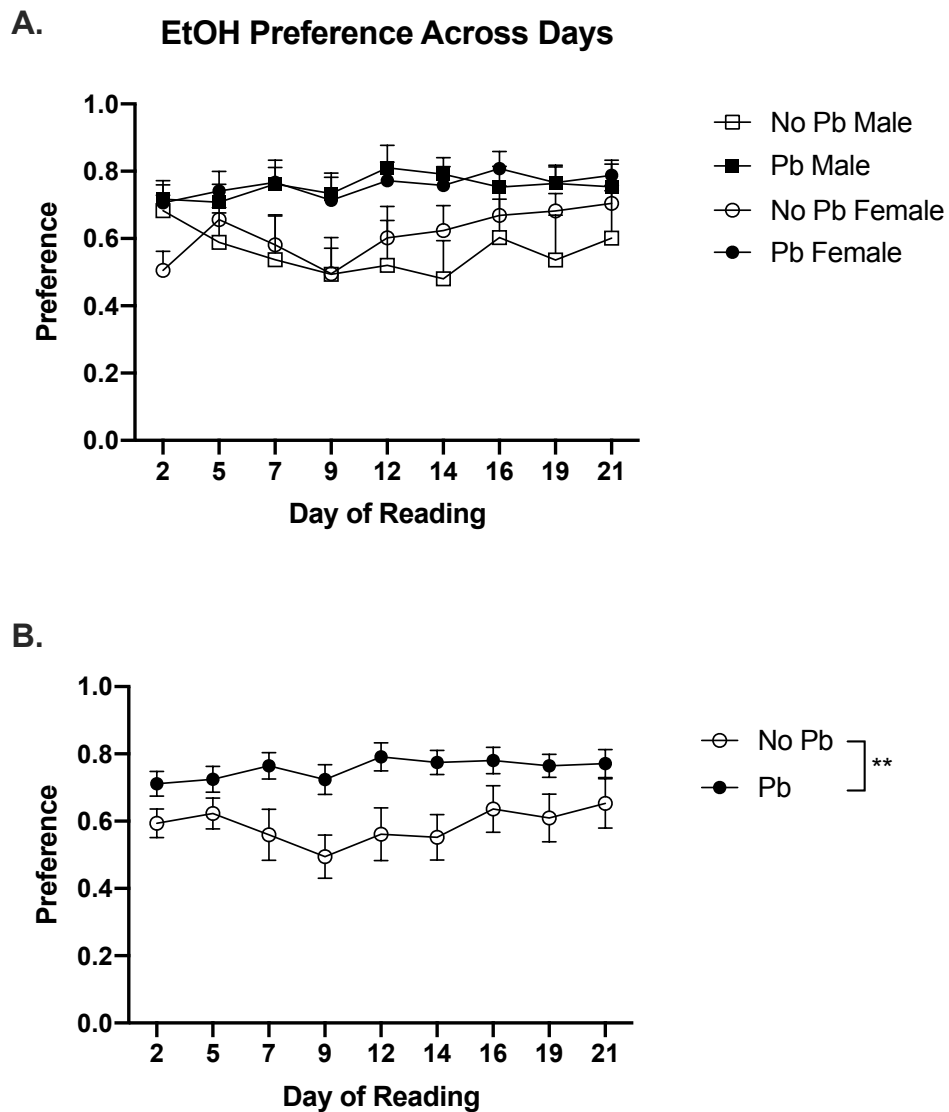 A.
EtOH Preference Across Days
1.0
0.8
0.6
0.4
0.2
0.0
Preference
2 5 7 9 12 14 16 19 21
Day of Reading
No Pb Male
Pb Male
No Pb Female
Pb Female
B.
1.0
0.8
0.6
0.4
0.2
0.0
Preference
2 5 7 9 12 14 16 19 21
Day of Reading
No Pb
Pb
**